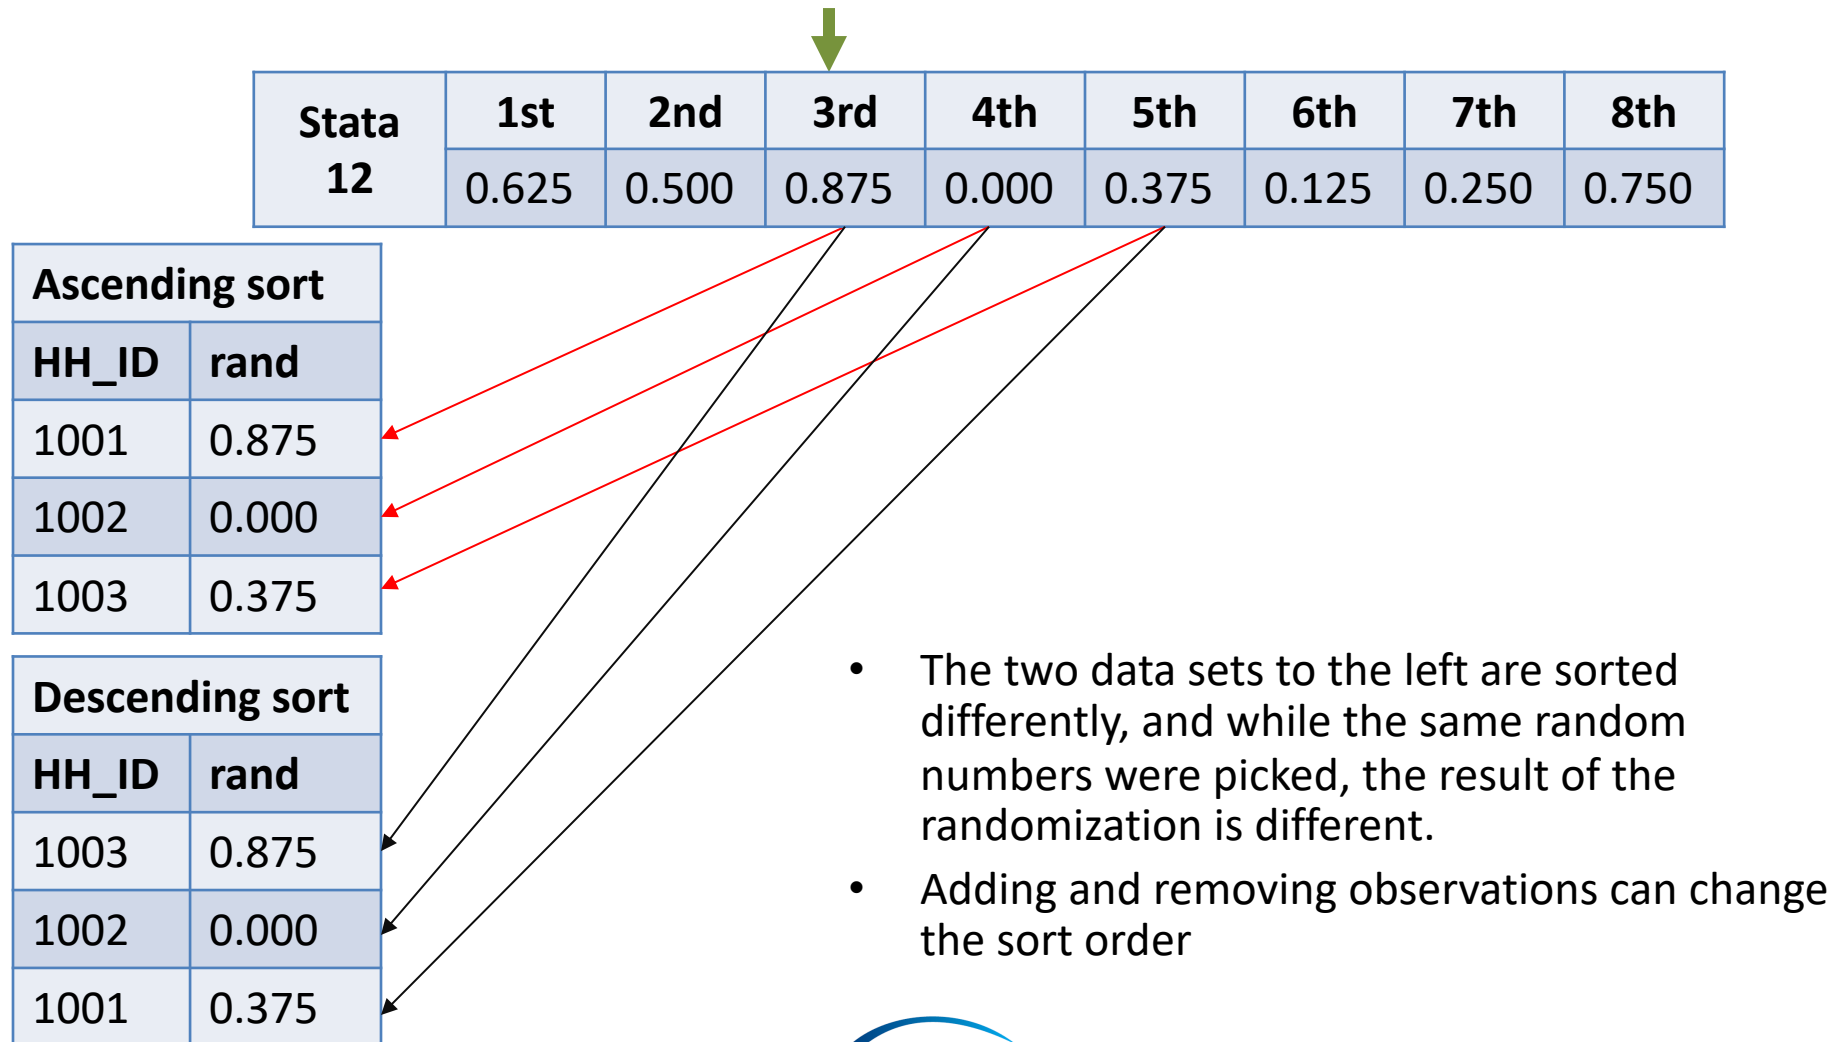 Stata 12 1st 2nd 3rd 4th 5th 6th 7th 8th
0.625 0.500 0.875 0.000 0.375 0.125 0.250 0.750
Ascending sort
HH_ID rand
1001 0.875
1002 0.000
1003 0.375
Descending sort
HH_ID rand
1003 0.875
1002 0.000
1001 0.375
• The two data sets to the left are sorted
differently, and while the same random
numbers were picked, the result of the
randomization is different.
• Adding and removing observations can change
the sort order